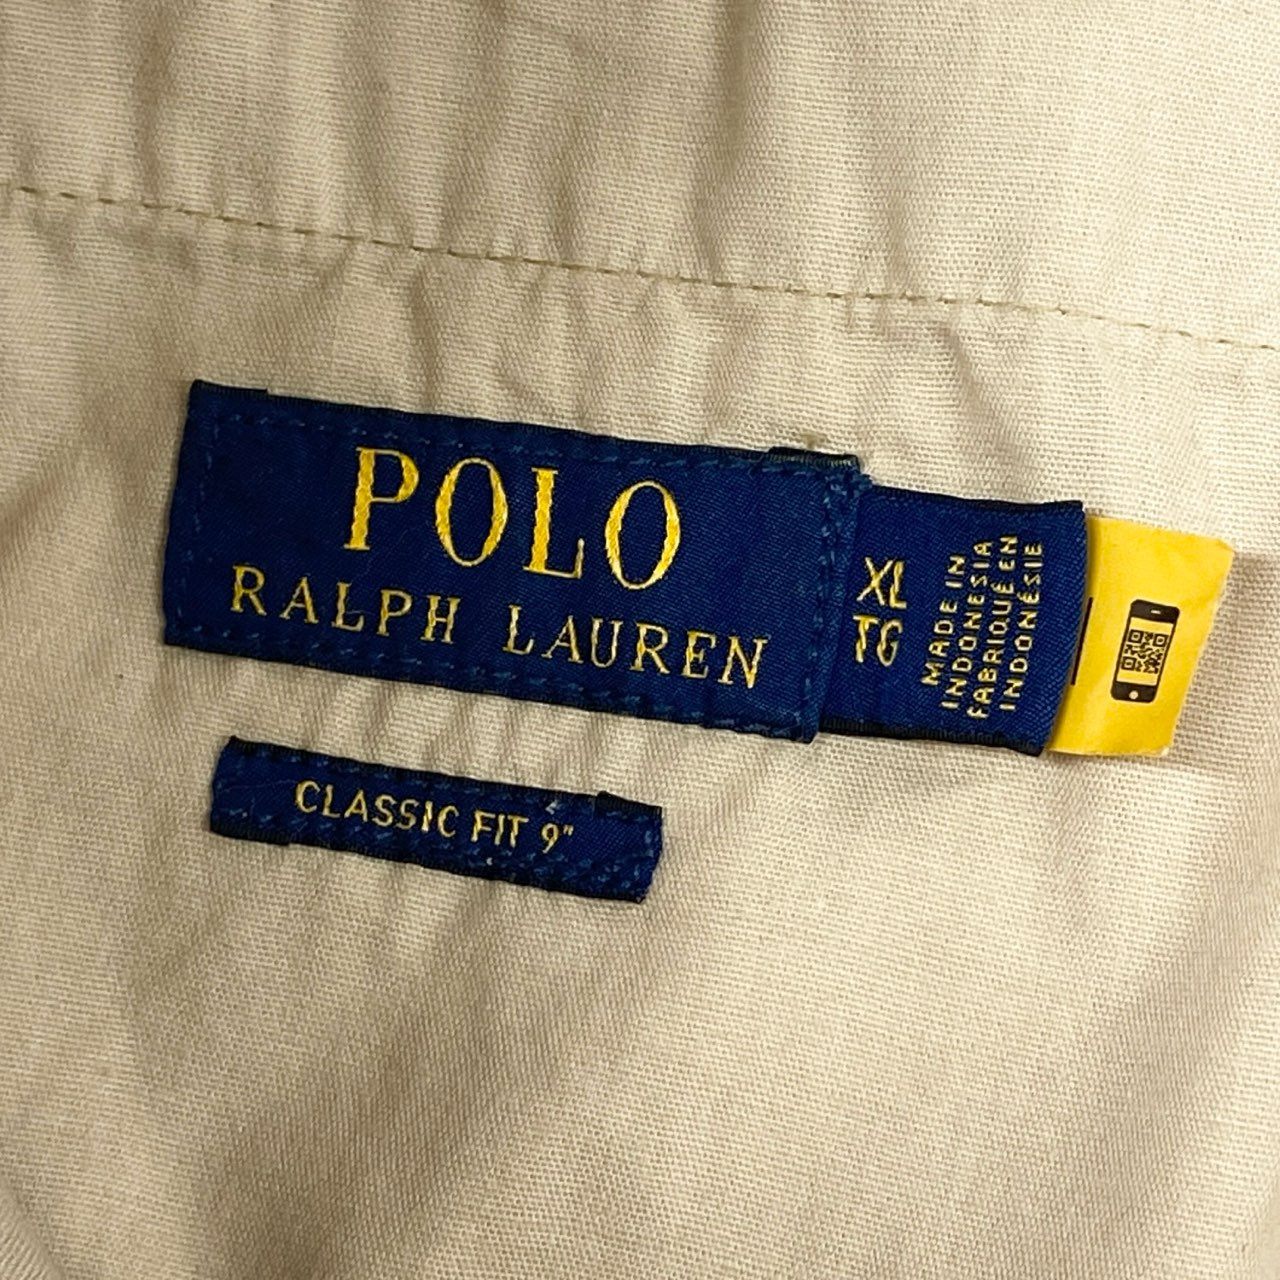 POLO
RALPH LAUREN
XL
TG
MADE IN
INDONESIA
FABRIQUÉ EN
INDONÉSIE
CLASSIC FIT 9"